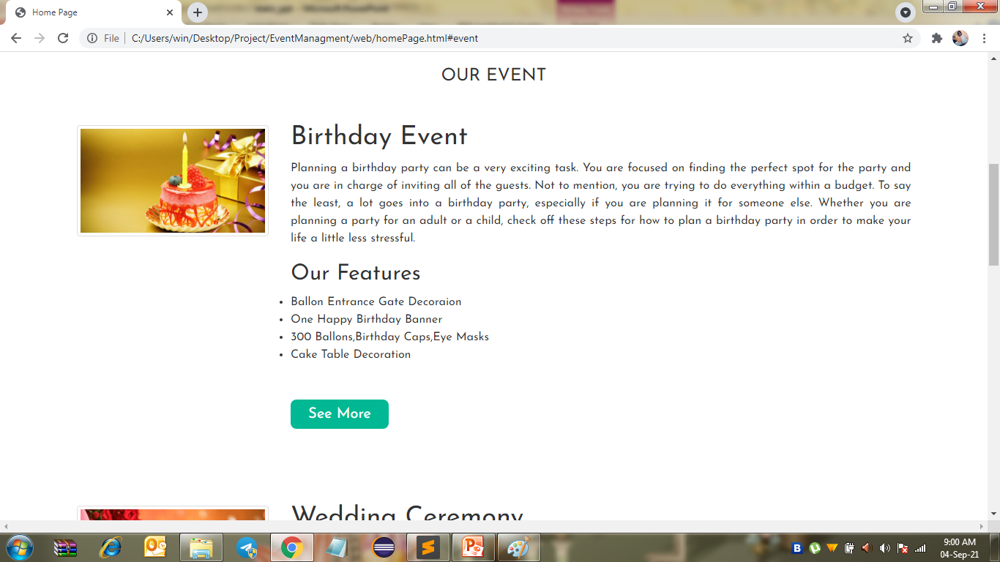 Home Page
File
C:/Users/win/Desktop/Project/EventManagment/web/homePage.html#event
OUR EVENT
Birthday Event
Planning a birthday party can be a very exciting task. You are focused on finding the perfect spot for the party and
you are in charge of inviting all of the guests. Not to mention, you are trying to do everything within a budget. To say
the least, a lot goes into a birthday party, especially if you are planning it for someone else. Whether you are
planning a party for an adult or a child, check off these steps for how to plan a birthday party in order to make your
life a little less stressful.
Our Features
• Ballon Entrance Gate Decoraion
• One Happy Birthday Banner
• 300 Ballons,Birthday Caps,Eye Masks
• Cake Table Decoration
See More
Wedding Ceremony
9:00 AM
04-Sep-21